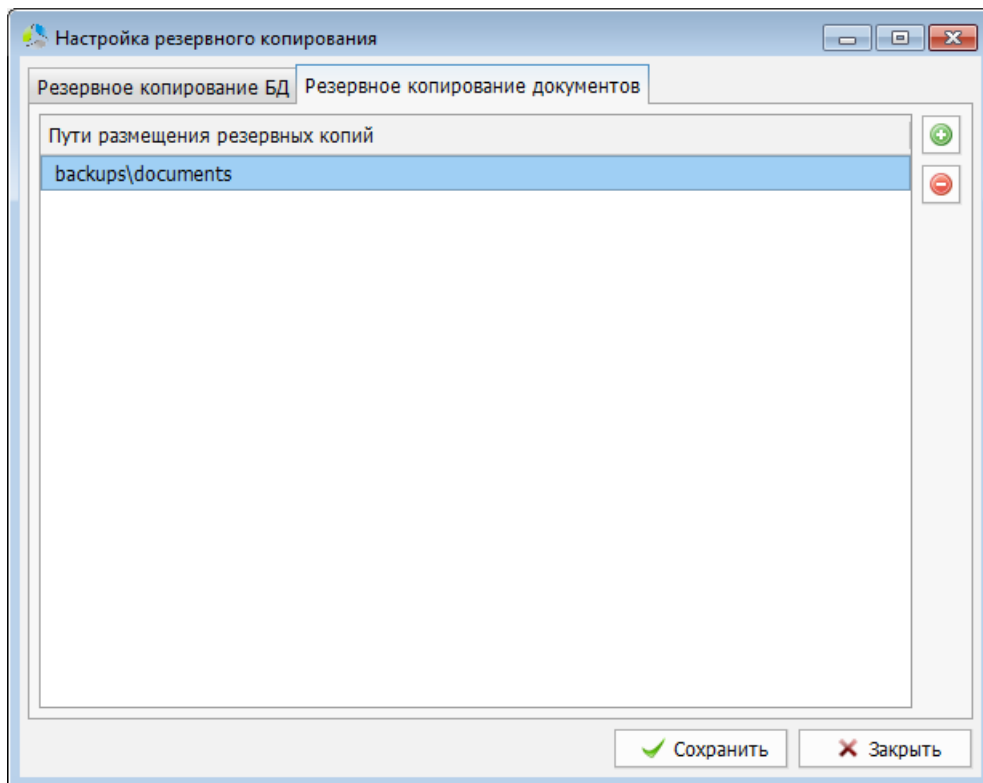 Настройка резервного копирования
Резервное копирование БД Резервное копирование документов
Пути размещения резервных копий
backups\documents
Сохранить Закрыть